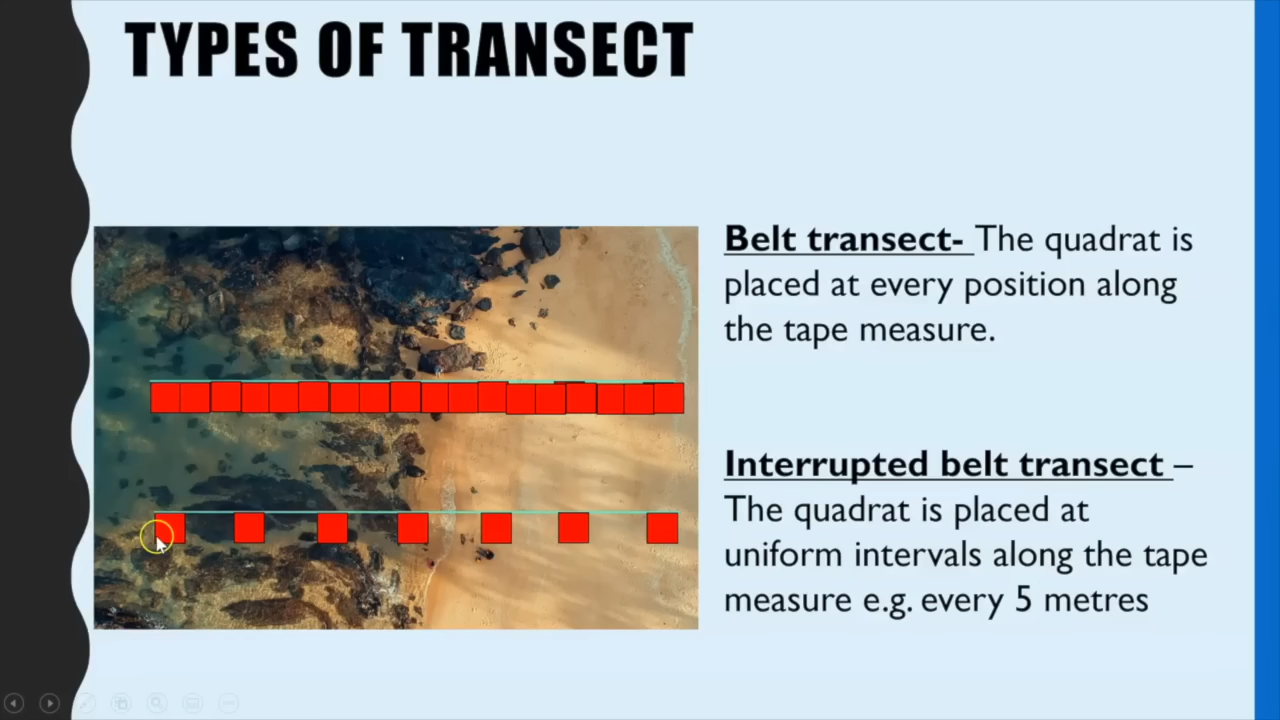 TYPES OF TRANSECT
Belt transect- The quadrat is
placed at every position along
the tape measure.
Interrupted belt transect –
The quadrat is placed at
uniform intervals along the tape
measure e.g. every 5 metres